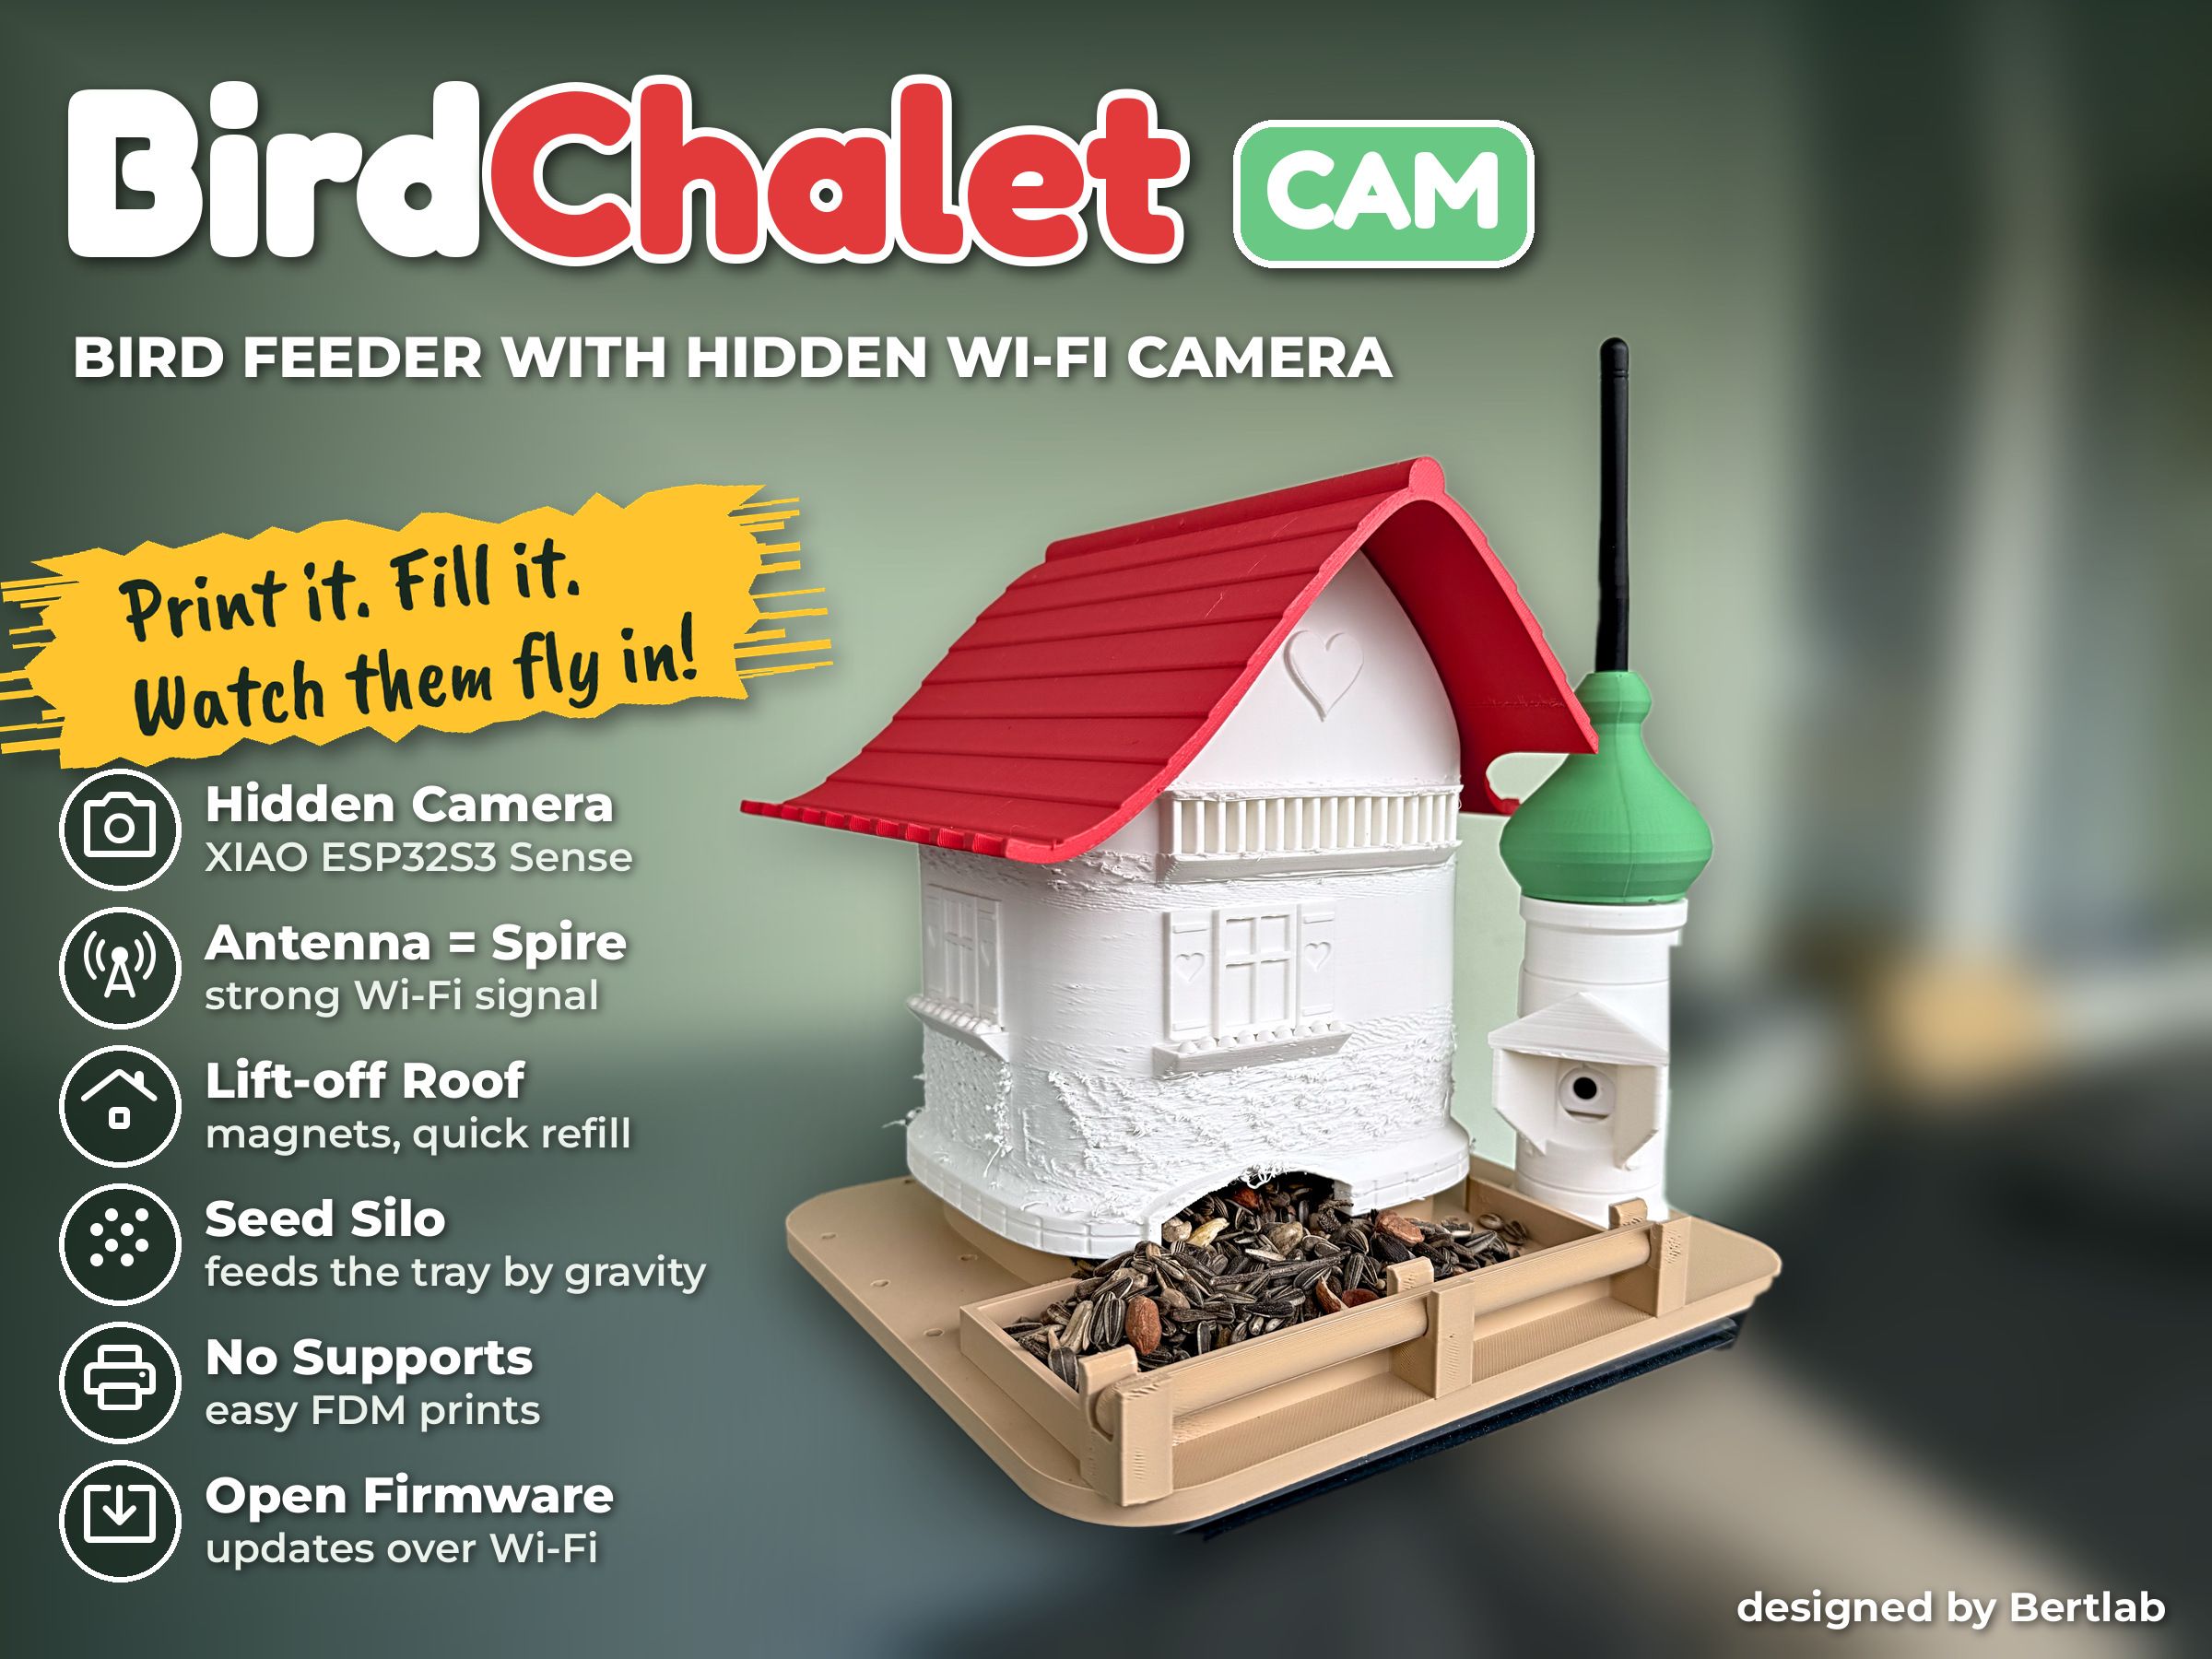 BirdChalet CAM
BIRD FEEDER WITH HIDDEN WI-FI CAMERA
Print it. Fill it.
Watch them fly in!
Hidden Camera
XIAO ESP32S3 Sense
Antenna = Spire
strong Wi-Fi signal
Lift-off Roof
magnets, quick refill
Seed Silo
feeds the tray by gravity
No Supports
easy FDM prints
Open Firmware
updates over Wi-Fi
designed by Bertlab